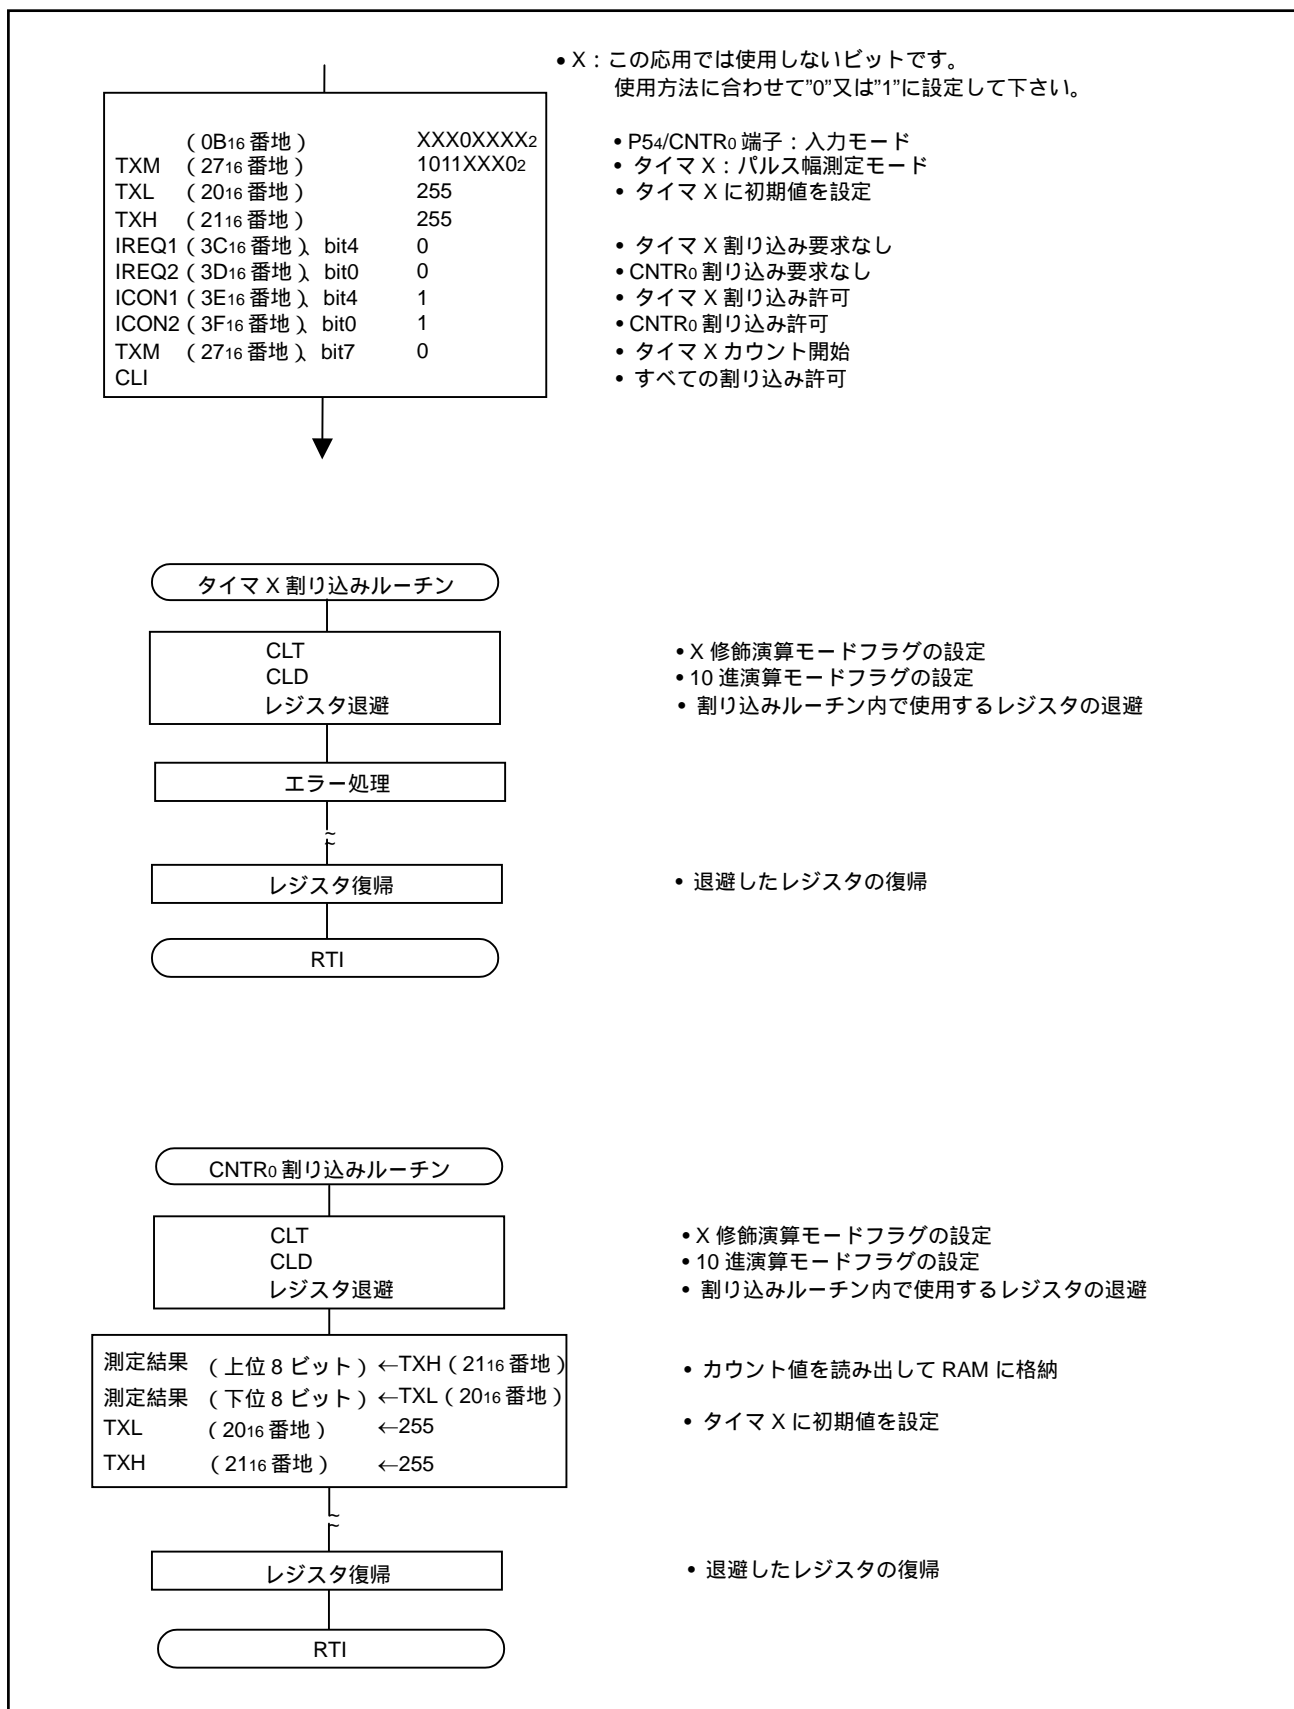 • X：この応用では使用しないビットです。
使用方法に合わせて"0"又は"1"に設定して下さい。
（0B16 番地） XXX0XXXX2 • P54/CNTR0 端子：入力モード
TXM （2716 番地） 1011XXX02 • タイマ X：パルス幅測定モード
TXL （2016 番地） 255 • タイマ X に初期値を設定
TXH （2116 番地） 255
IREQ1（3C16 番地）、bit4 0 • タイマ X 割り込み要求なし
IREQ2（3D16 番地）、bit0 0 • CNTR0 割り込み要求なし
ICON1（3E16 番地）、bit4 1 • タイマ X 割り込み許可
ICON2（3F16 番地）、bit0 1 • CNTR0 割り込み許可
TXM （2716 番地）、bit7 0 • タイマ X カウント開始
CLI • すべての割り込み許可
タイマ X 割り込みルーチン
CLT • X 修飾演算モードフラグの設定
CLD • 10 進演算モードフラグの設定
レジスタ退避 • 割り込みルーチン内で使用するレジスタの退避
エラー処理
~
~
レジスタ復帰 • 退避したレジスタの復帰
RTI
CNTR0 割り込みルーチン
CLT • X 修飾演算モードフラグの設定
CLD • 10 進演算モードフラグの設定
レジスタ退避 • 割り込みルーチン内で使用するレジスタの退避
測定結果 （上位 8 ビット）←TXH（2116 番地） • カウント値を読み出して RAM に格納
測定結果 （下位 8 ビット）←TXL（2016 番地）
TXL （2016 番地） ←255 • タイマ X に初期値を設定
TXH （2116 番地） ←255
~
~
レジスタ復帰 • 退避したレジスタの復帰
RTI